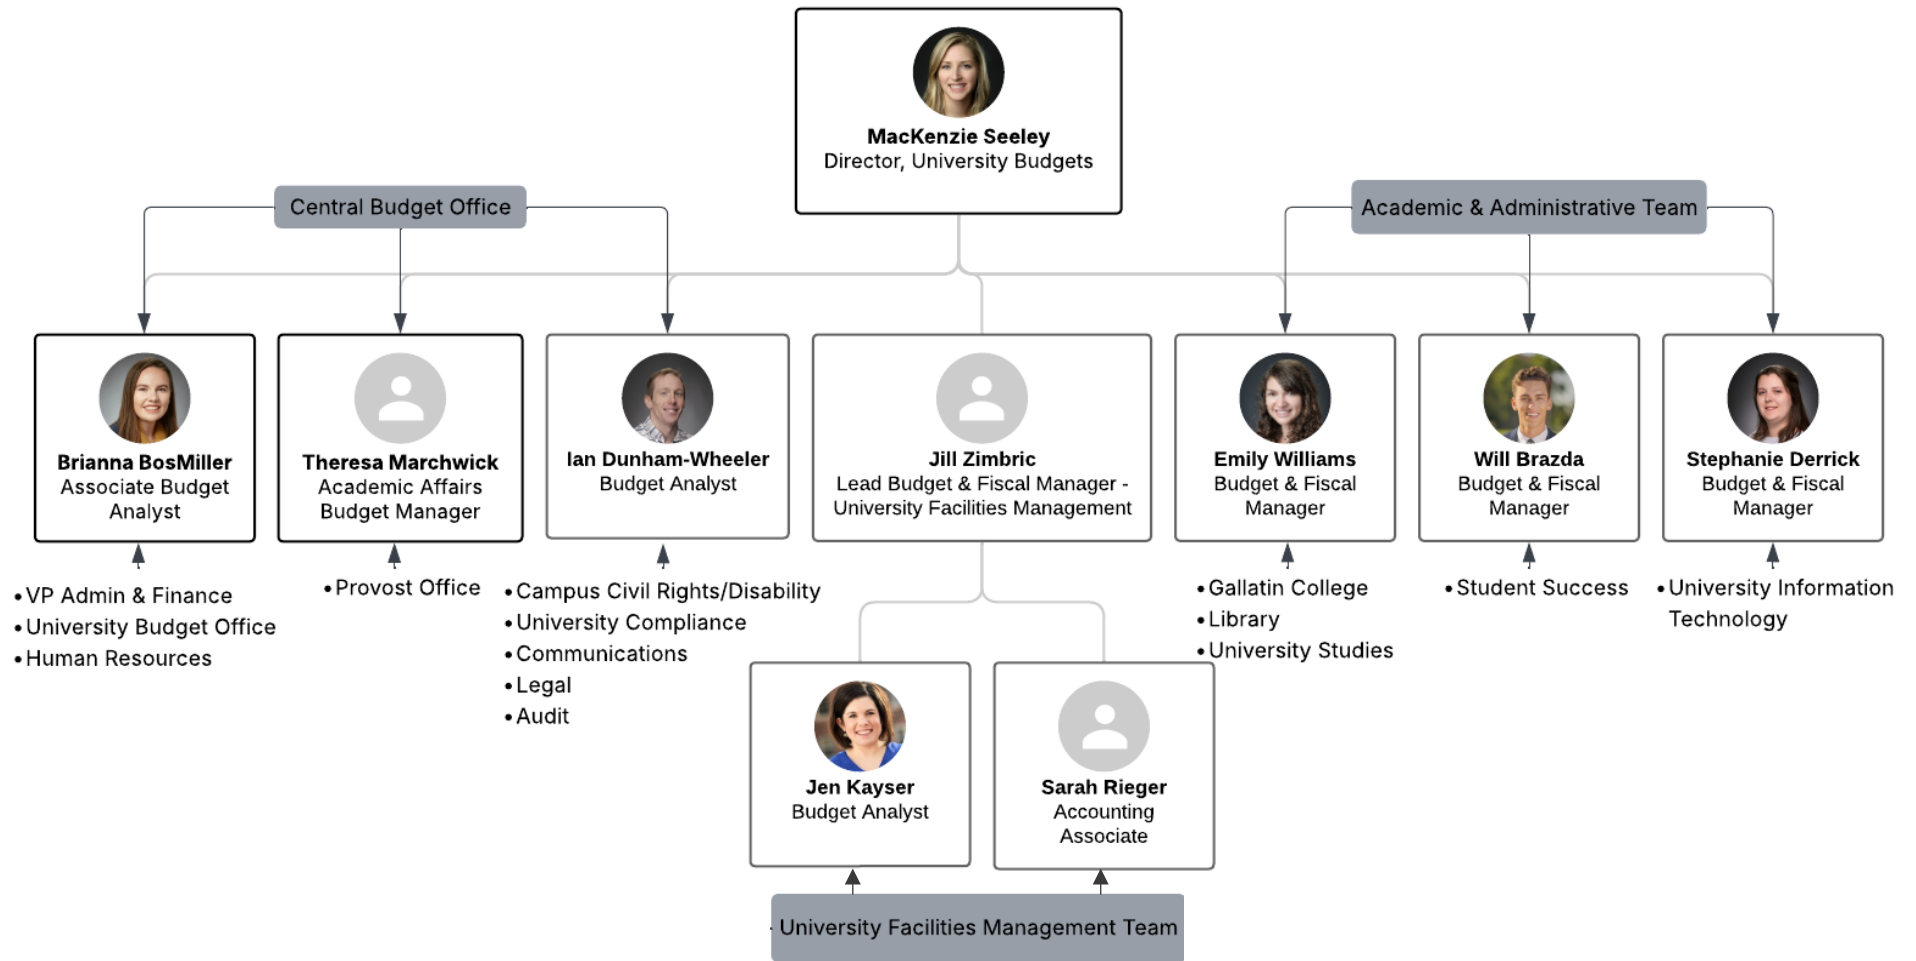 MacKenzie Seeley
Director, University Budgets
Central Budget Office
Academic & Administrative Team
Brianna BosMiller
Associate Budget
Analyst
Theresa Marchwick
Academic Affairs
Budget Manager
Ian Dunham-Wheeler
Budget Analyst
Jill Zimbric
Lead Budget & Fiscal Manager -
University Facilities Management
Emily Williams
Budget & Fiscal
Manager
Will Brazda
Budget & Fiscal
Manager
Stephanie Derrick
Budget & Fiscal
Manager
•VP Admin & Finance
•University Budget Office
•Human Resources
•Provost Office
•Campus Civil Rights/Disability
•University Compliance
•Communications
•Legal
•Audit
•Gallatin College
•Library
•University Studies
•Student Success
•University Information
Technology
Jen Kayser
Budget Analyst
Sarah Rieger
Accounting
Associate
University Facilities Management Team